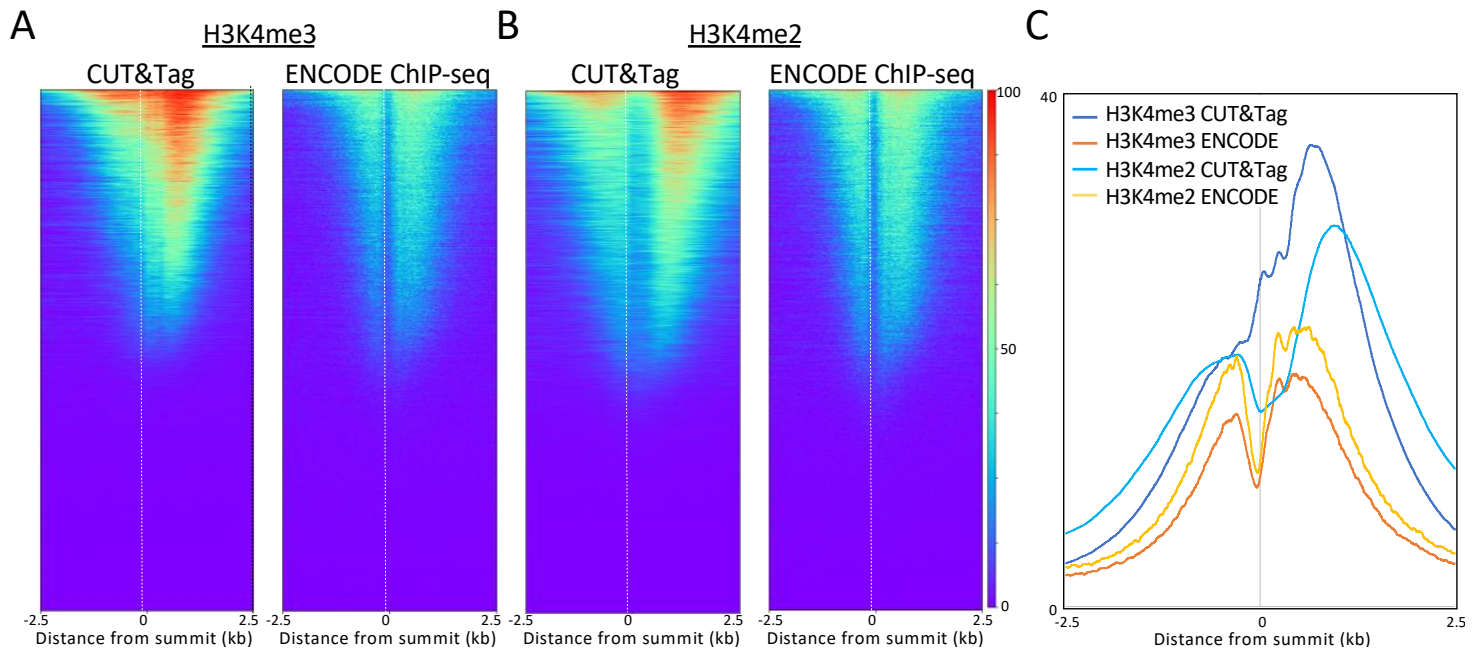 A
H3K4me3
CUT&Tag
ENCODE ChIP-seq
-2.5
0
2.5
Distance from summit (kb)
-2.5
0
2.5
Distance from summit (kb)
B
H3K4me2
CUT&Tag
ENCODE ChIP-seq
-2.5
0
2.5
Distance from summit (kb)
-2.5
0
2.5
Distance from summit (kb)
100
50
0
C
40
H3K4me3 CUT&Tag
H3K4me3 ENCODE
H3K4me2 CUT&Tag
H3K4me2 ENCODE
0
-2.5
0
2.5
Distance from summit (kb)